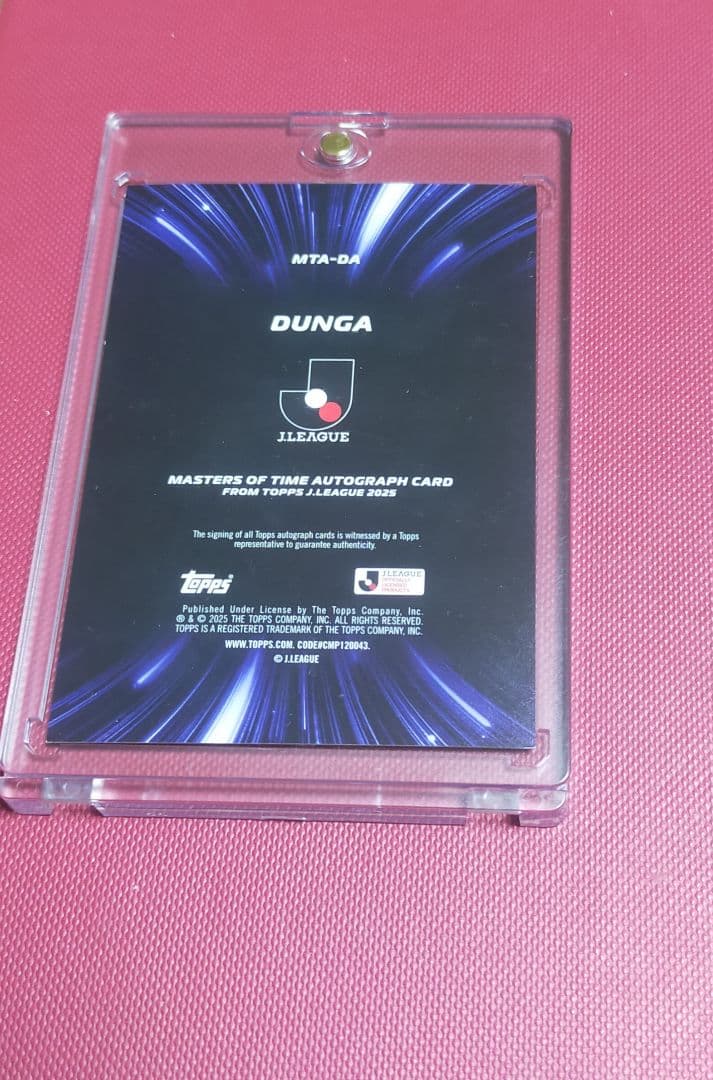 MTA-DA
DUNGA
J.LEAGUE
MASTERS OF TIME AUTOGRAPH CARD
FROM TOPPS J.LEAGUE 2025
The signing of all Topps autograph cards is witnessed by a Topps
representative to guarantee authenticity.
topps
J.LEAGUE
OFFICIALLY
LICENSED
PRODUCTS
Published Under License by The Topps Company, Inc.
® & © 2025 THE TOPPS COMPANY, INC. ALL RIGHTS RESERVED.
TOPPS IS A REGISTERED TRADEMARK OF THE TOPPS COMPANY, INC.
WWW.TOPPS.COM. CODE#CMP120043.
© J.LEAGUE